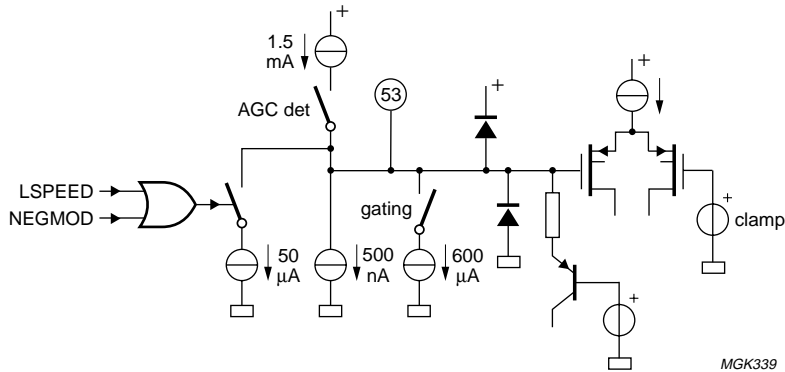 +
1.5
mA
AGC det
53
+
+
LSPEED
NEGMOD
gating
50
μA
500
nA
600
μA
+
clamp
+
MGK339